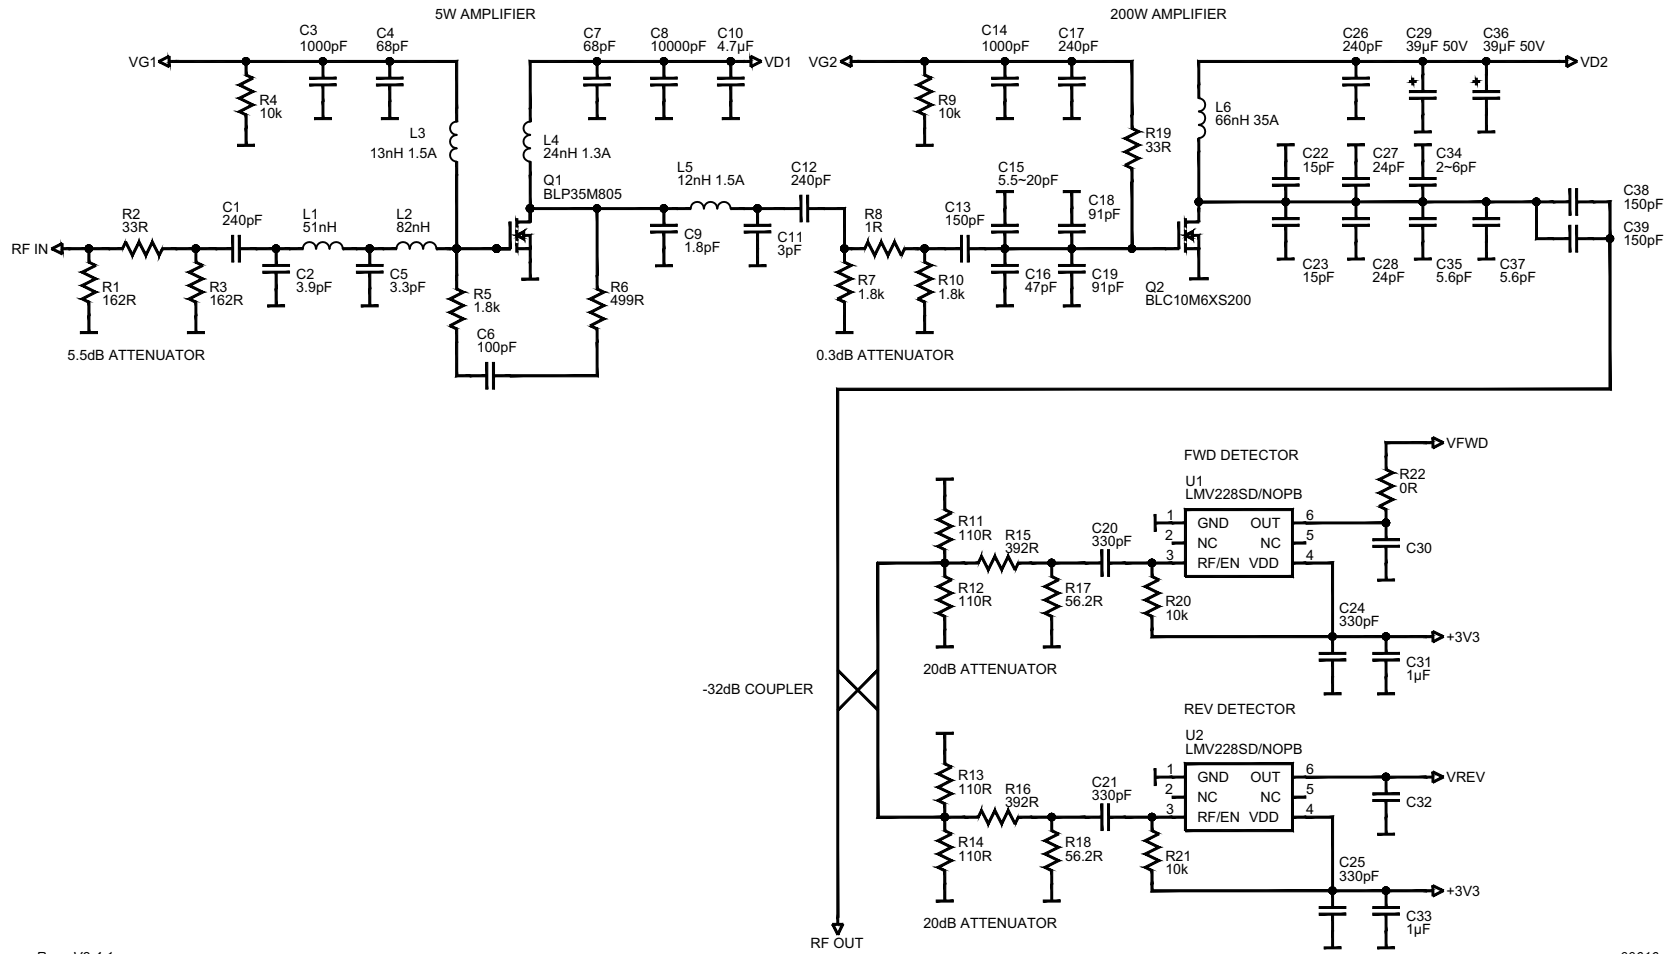 5W AMPLIFIER
200W AMPLIFIER
C3
1000pF
C4
68pF
C7
68pF
C8
10000pF
C10
4.7µF
C14
1000pF
C17
240pF
C26
240pF
C29
39µF 50V
C36
39µF 50V
VG1
VD1
VG2
VD2
R4
10k
L3
13nH 1.5A
L4
24nH 1.3A
R9
10k
R19
33R
L6
66nH 35A
Q1
BLP35M805
L5
12nH 1.5A
C12
240pF
C15
5.5~20pF
C22
15pF
C27
24pF
C34
2~6pF
C38
150pF
RF IN
R2
33R
C1
240pF
L1
51nH
L2
82nH
C9
1.8pF
C11
3pF
R8
1R
C13
150pF
C18
91pF
C39
150pF
R1
162R
R3
162R
C2
3.9pF
C5
3.3pF
R5
1.8k
R6
499R
R7
1.8k
R10
1.8k
C16
47pF
C19
91pF
Q2
BLC10M6XS200
C23
15pF
C28
24pF
C35
5.6pF
C37
5.6pF
C6
100pF
5.5dB ATTENUATOR
0.3dB ATTENUATOR
FWD DETECTOR
U1
LMV228SD/NOPB
VFWD
R22
0R
R11
110R
R15
392R
C20
330pF
1 GND OUT 6
2 NC NC 5
3 RF/EN VDD 4
C30
R12
110R
R17
56.2R
R20
10k
C24
330pF
+3V3
C31
1µF
20dB ATTENUATOR
-32dB COUPLER
REV DETECTOR
U2
LMV228SD/NOPB
R13
110R
R16
392R
C21
330pF
1 GND OUT 6
2 NC NC 5
3 RF/EN VDD 4
VREV
C32
R14
110R
R18
56.2R
R21
10k
C25
330pF
+3V3
C33
1µF
20dB ATTENUATOR
RF OUT